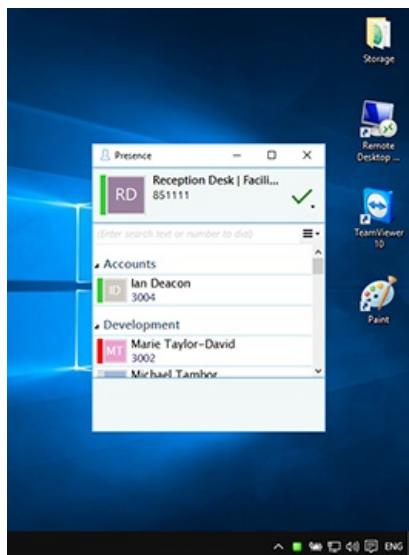 Storage
Remote
Desktop ...
TeamViewer
10
Paint
Presence
RD
Reception Desk | Facili...
851111
(Enter search text or number to dial)
Accounts
ID
Ian Deacon
3004
Development
MT
Marie Taylor-David
3002
Michael Tambor
ENG